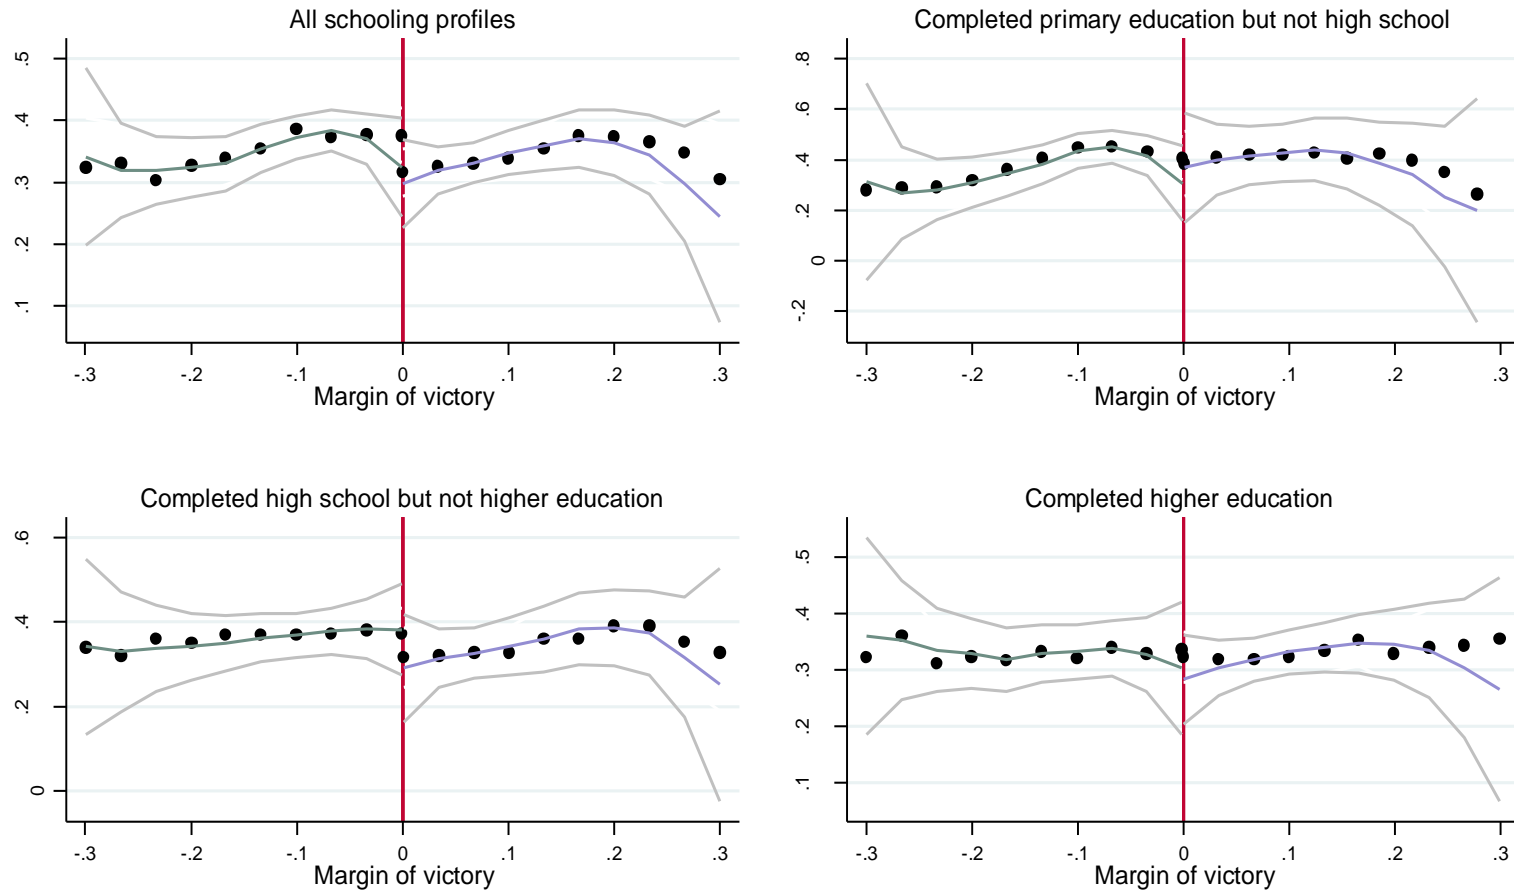 All schooling profiles
.5
.4
.3
.2
.1
-.3 -.2 -.1 0 .1 .2 .3
Margin of victory
Completed primary education but not high school
.8
.6
.4
.2
0
-.2
-.3 -.2 -.1 0 .1 .2 .3
Margin of victory
Completed high school but not higher education
.6
.4
.2
0
-.3 -.2 -.1 0 .1 .2 .3
Margin of victory
Completed higher education
.5
.4
.3
.2
.1
-.3 -.2 -.1 0 .1 .2 .3
Margin of victory